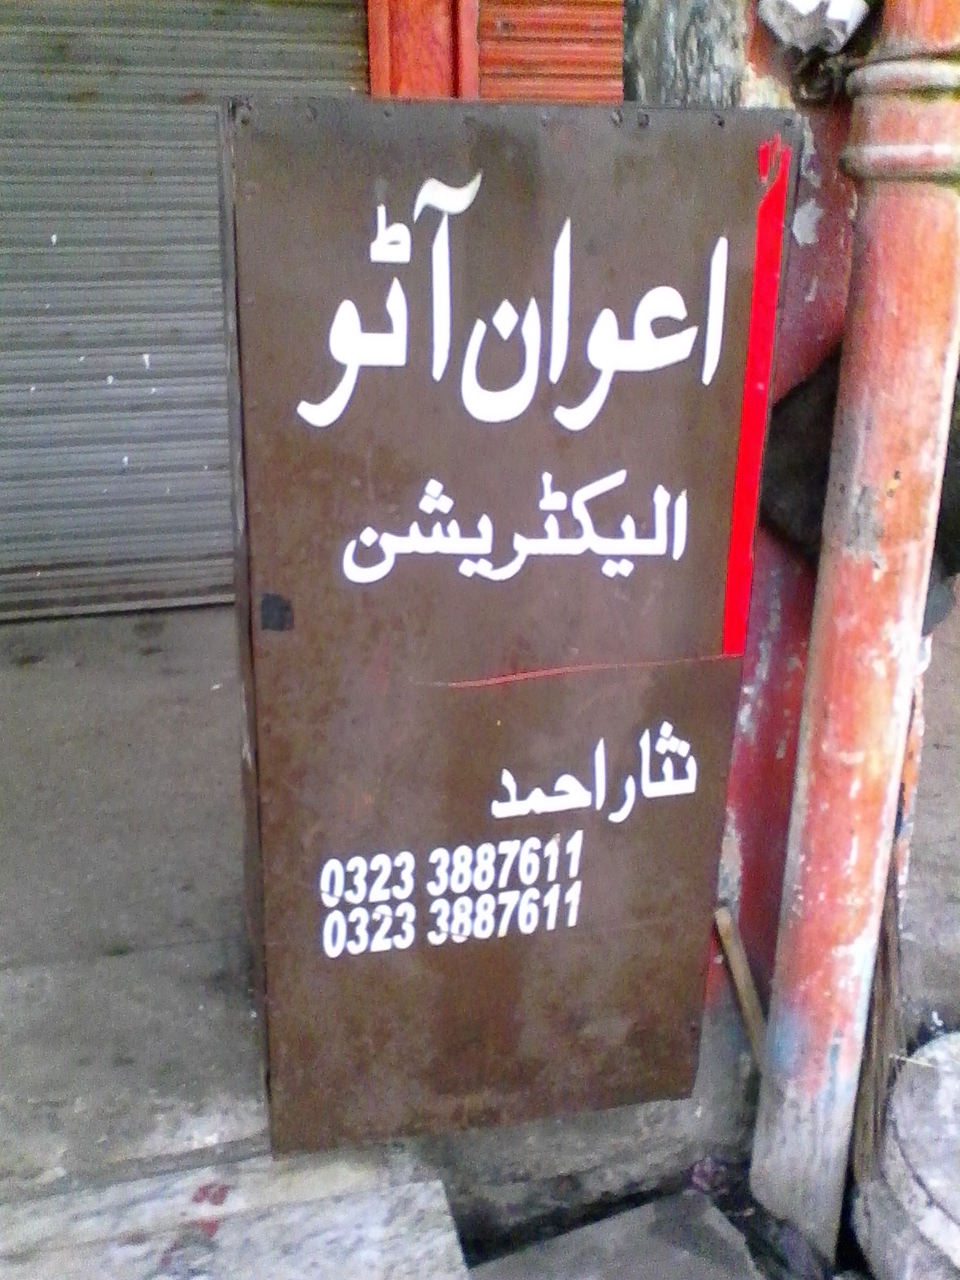 اعوان آٹو
الیکٹریشن
نثار احمد
0323 3887611
0323 3887611